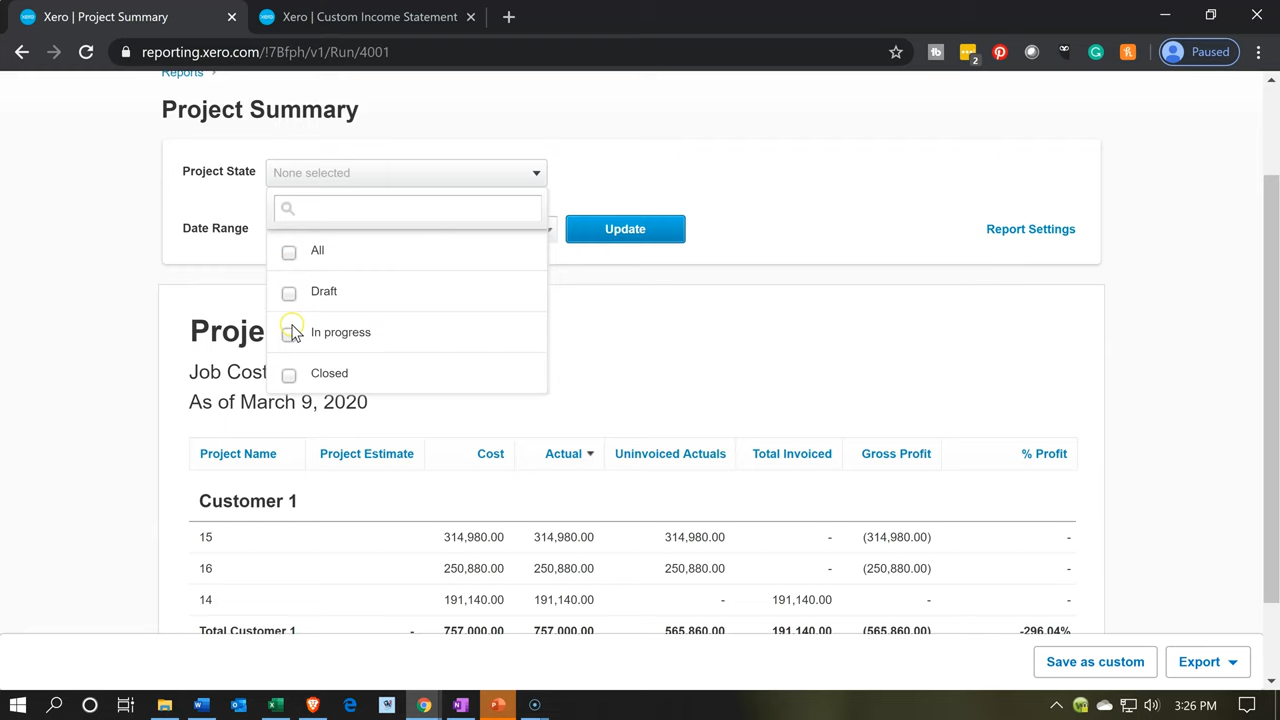 Xero | Project Summary
Xero | Custom Income Statement
reporting.xero.com/!7Bfph/v1/Run/4001
2
Paused
Reports
Project Summary
Project State
None selected
Date Range
Update
Report Settings
All
Draft
In progress
Closed
Proje
Job Cost
As of March 9, 2020
Project Name Project Estimate Cost Actual Uninvoiced Actuals Total Invoiced Gross Profit % Profit
Customer 1
15 314,980.00 314,980.00 314,980.00 - (314,980.00) -
16 250,880.00 250,880.00 250,880.00 - (250,880.00) -
14 191,140.00 191,140.00 - 191,140.00 - -
Total Customer 1 - 757,000.00 757,000.00 565,860.00 191,140.00 (565,860.00) -296.04%
Save as custom
Export
3:26 PM